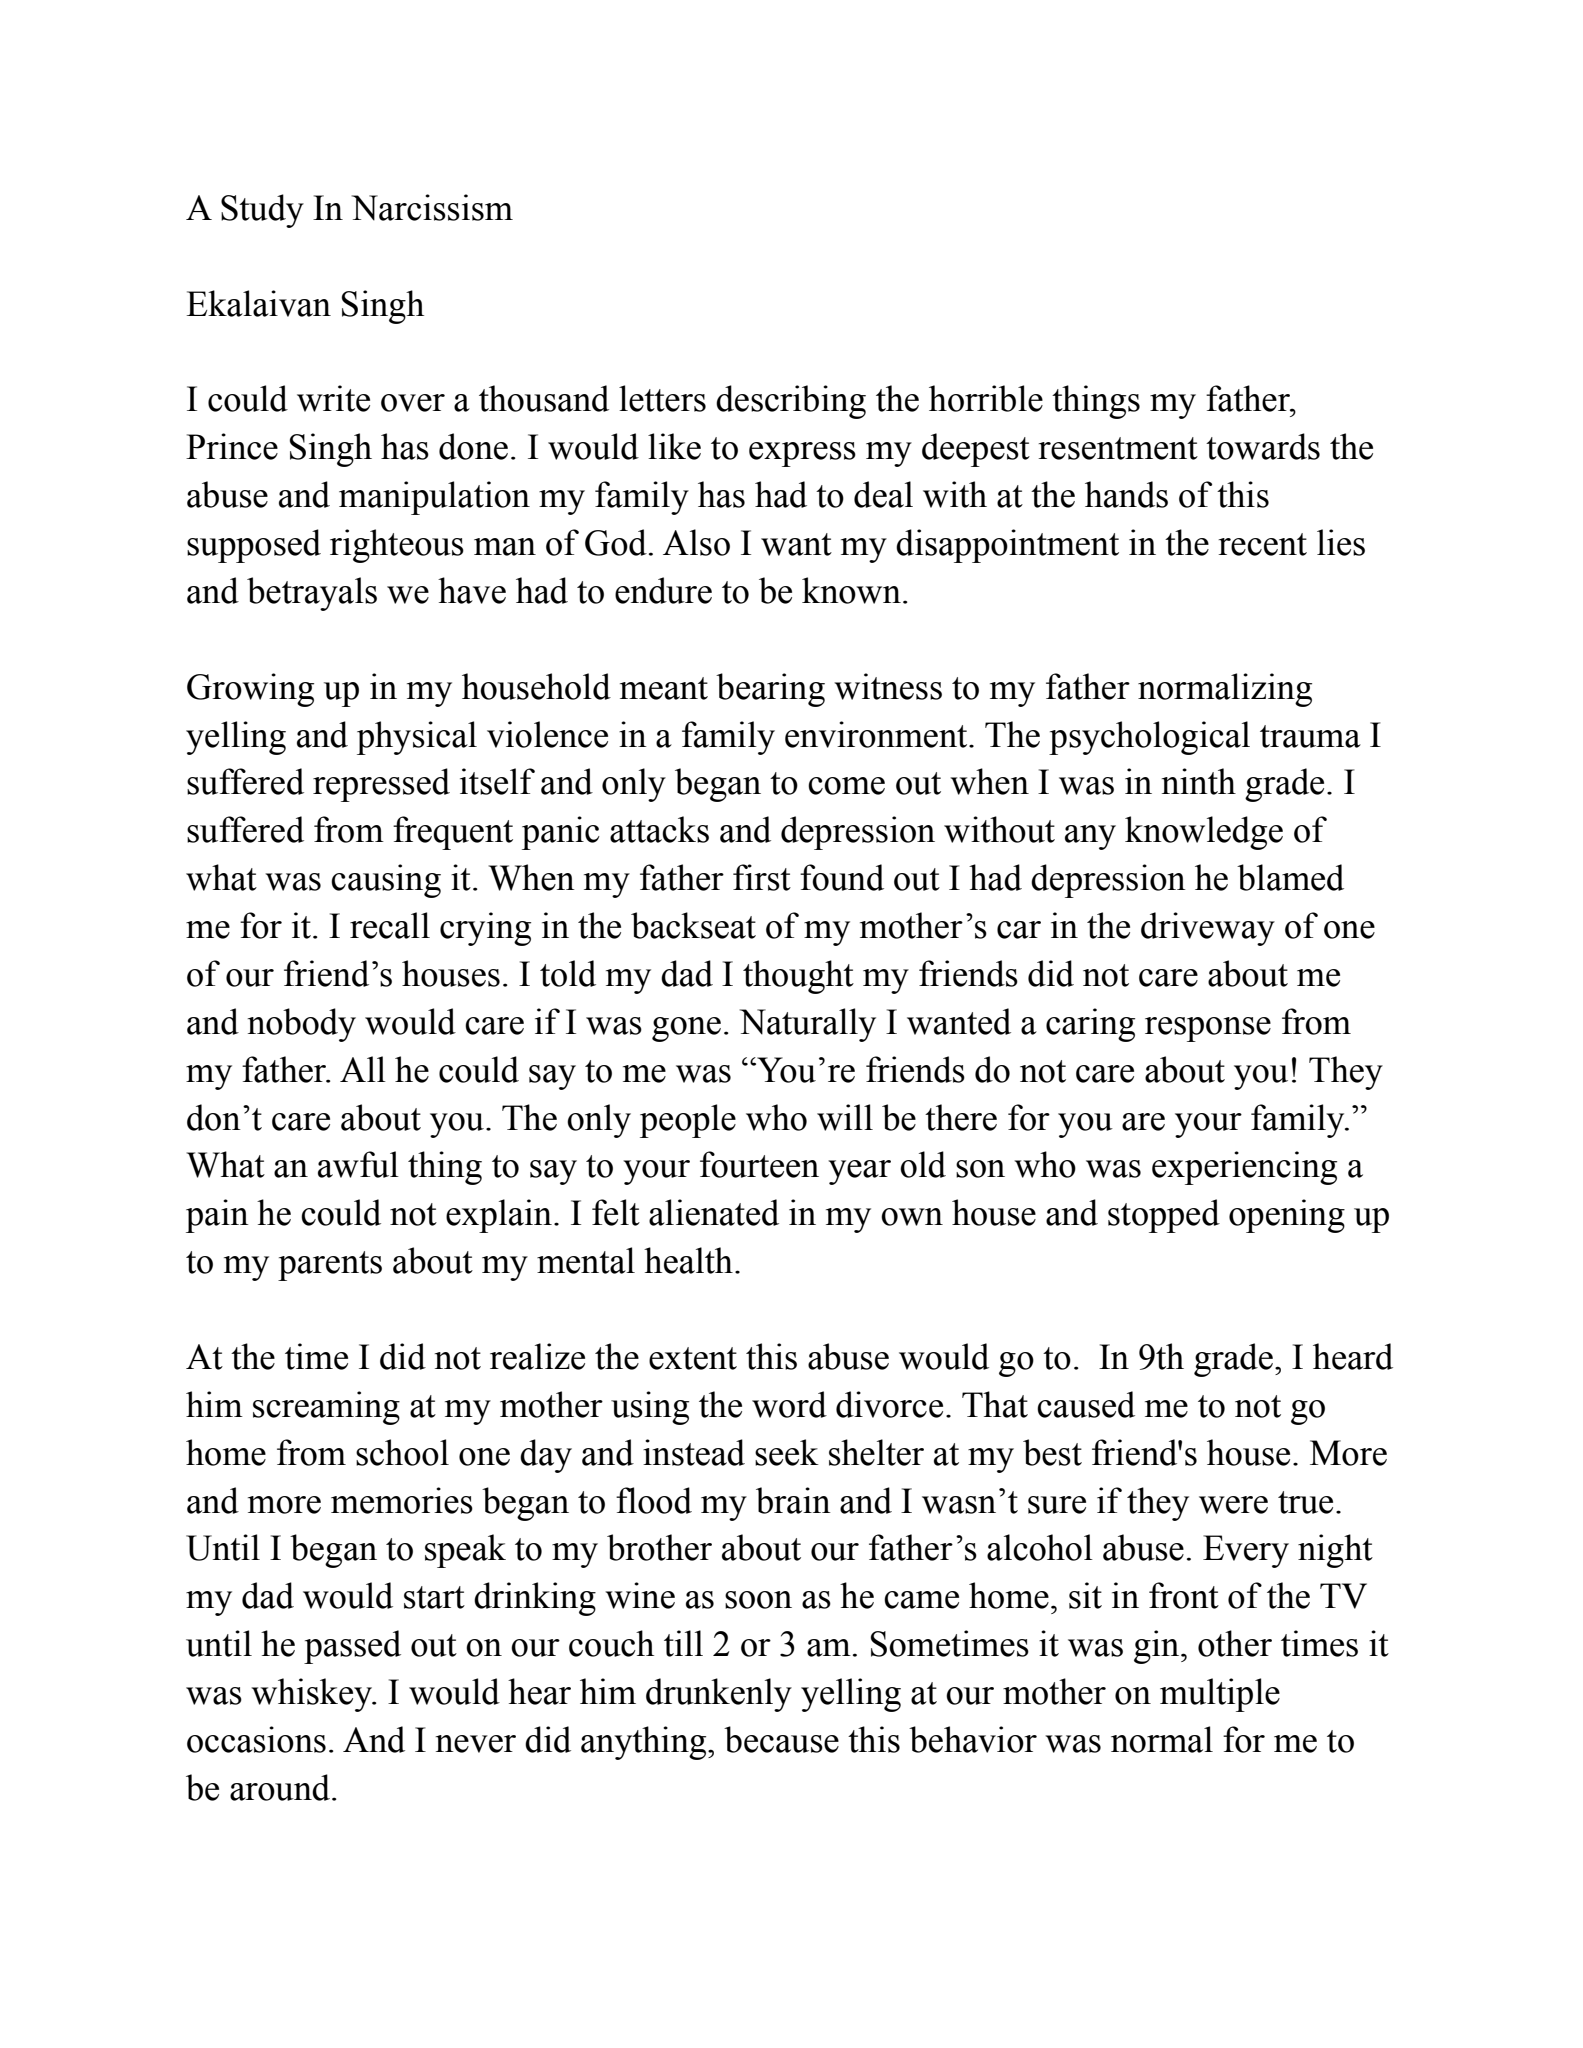 A Study In Narcissism
Ekalaivan Singh
I could write over a thousand letters describing the horrible things my father,
Prince Singh has done. I would like to express my deepest resentment towards the
abuse and manipulation my family has had to deal with at the hands of this
supposed righteous man of God. Also I want my disappointment in the recent lies
and betrayals we have had to endure to be known.
Growing up in my household meant bearing witness to my father normalizing
yelling and physical violence in a family environment. The psychological trauma I
suffered repressed itself and only began to come out when I was in ninth grade. I
suffered from frequent panic attacks and depression without any knowledge of
what was causing it. When my father first found out I had depression he blamed
me for it. I recall crying in the backseat of my mother’s car in the driveway of one
of our friend’s houses. I told my dad I thought my friends did not care about me
and nobody would care if I was gone. Naturally I wanted a caring response from
my father. All he could say to me was “You’re friends do not care about you! They
don’t care about you. The only people who will be there for you are your family.”
What an awful thing to say to your fourteen year old son who was experiencing a
pain he could not explain. I felt alienated in my own house and stopped opening up
to my parents about my mental health.
At the time I did not realize the extent this abuse would go to.  In 9th grade, I heard
him screaming at my mother using the word divorce. That caused me to not go
home from school one day and instead seek shelter at my best friend's house. More
and more memories began to flood my brain and I wasn’t sure if they were true.
Until I began to speak to my brother about our father’s alcohol abuse. Every night
my dad would start drinking wine as soon as he came home, sit in front of the TV
until he passed out on our couch till 2 or 3 am. Sometimes it was gin, other times it
was whiskey. I would hear him drunkenly yelling at our mother on multiple
occasions. And I never did anything, because this behavior was normal for me to
be around.